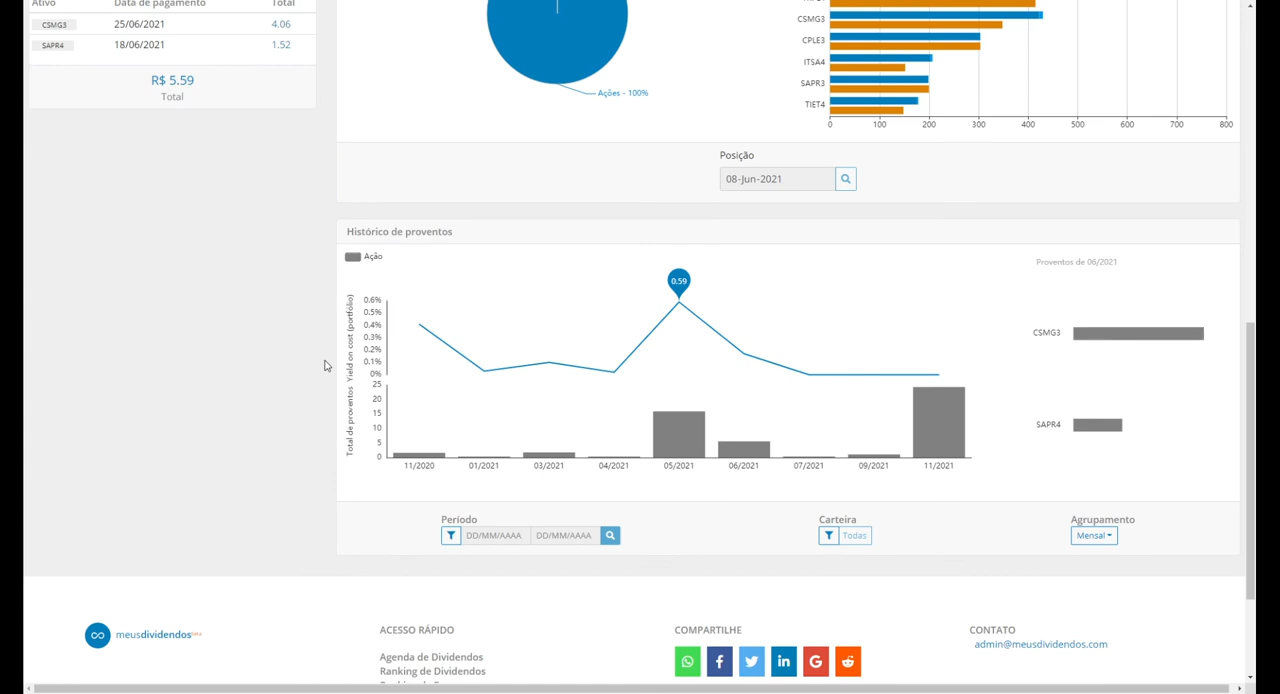 Ativo Data de pagamento Total
CSMG3 25/06/2021 4.06
SAPR4 18/06/2021 1.52
R$ 5.59
Total
Ações - 100%
CSMG3
CPLE3
ITSA4
SAPR3
TIET4
0 100 200 300 400 500 600 700 800
Posição
08-Jun-2021
Histórico de proventos
Ação
Proventos de 06/2021
0.59
Yield on cost (portfólio)
0.6%
0.5%
0.4%
0.3%
0.2%
0.1%
0%
Total de proventos
25
20
15
10
5
0
11/2020 01/2021 03/2021 04/2021 05/2021 06/2021 07/2021 09/2021 11/2021
CSMG3
SAPR4
Período
DD/MM/AAAA DD/MM/AAAA
Carteira
Todas
Agrupamento
Mensal
meusdividendos
ACESSO RÁPIDO
Agenda de Dividendos
Ranking de Dividendos
COMPARTILHE
CONTATO
admin@meusdividendos.com